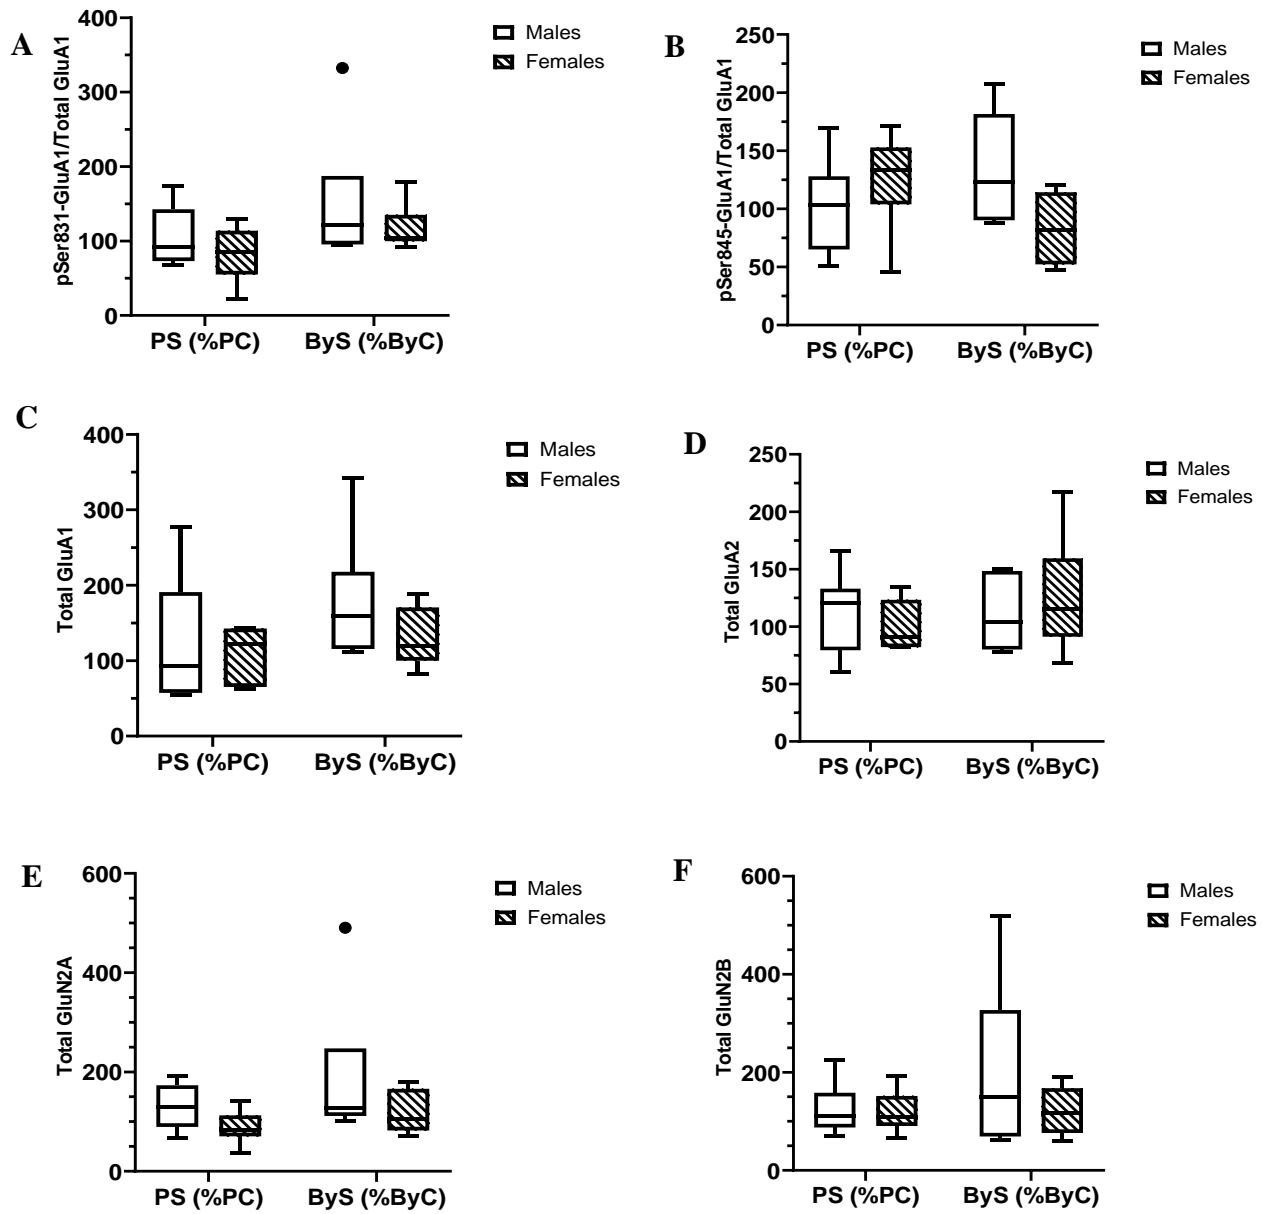 A
pSer831-GluA1/Total GluA1
400
300
200
100
0
PS (%PC)
ByS (%ByC)
Males
Females
B
pSer845-GluA1/Total GluA1
250
200
150
100
50
0
PS (%PC)
ByS (%ByC)
Males
Females
C
Total GluA1
400
300
200
100
0
PS (%PC)
ByS (%ByC)
Males
Females
D
Total GluA2
250
200
150
100
50
0
PS (%PC)
ByS (%ByC)
Males
Females
E
Total GluN2A
600
400
200
0
PS (%PC)
ByS (%ByC)
Males
Females
F
Total GluN2B
600
400
200
0
PS (%PC)
ByS (%ByC)
Males
Females